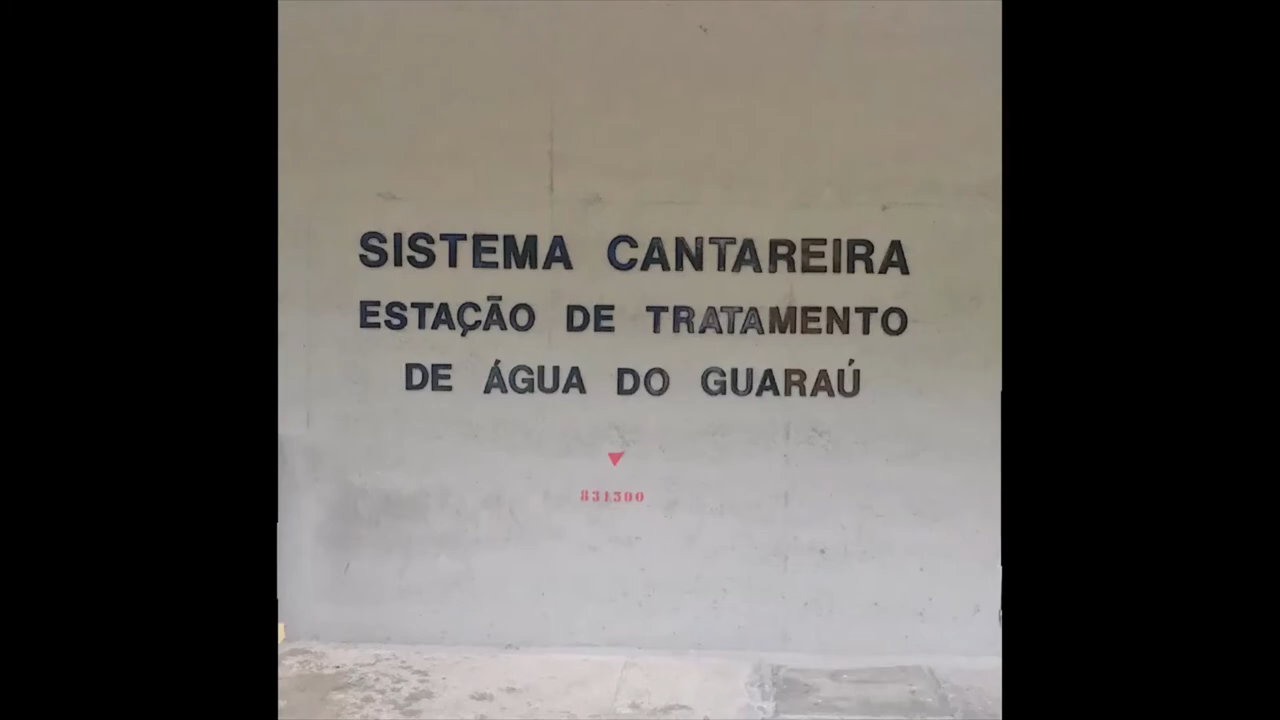 SISTEMA CANTAREIRA
ESTAÇÃO DE TRATAMENTO
DE ÁGUA DO GUARAÚ
831300